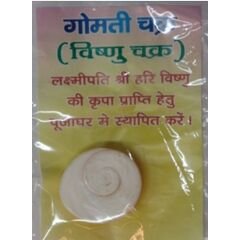 गोमती चक्र
(विष्णु चक्र)
लक्ष्मीपति श्री हरि विष्णु
की कृपा प्राप्ति हेतु
पूजाघर मे स्थापित करें।